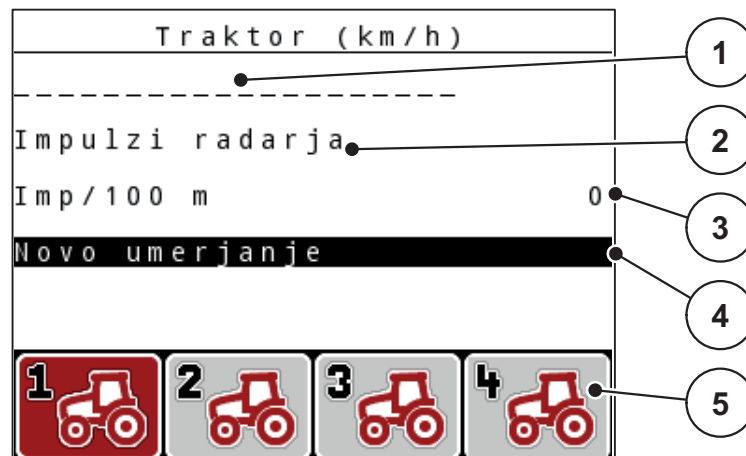 Traktor (km/h)
1
_ _ _ _ _ _ _ _ _ _ _ _ _ _ _ _ _ _ _ _ _
Impulzi radarja
2
Imp/100 m 0
3
Novo umerjanje
4
1 2 3 4
5